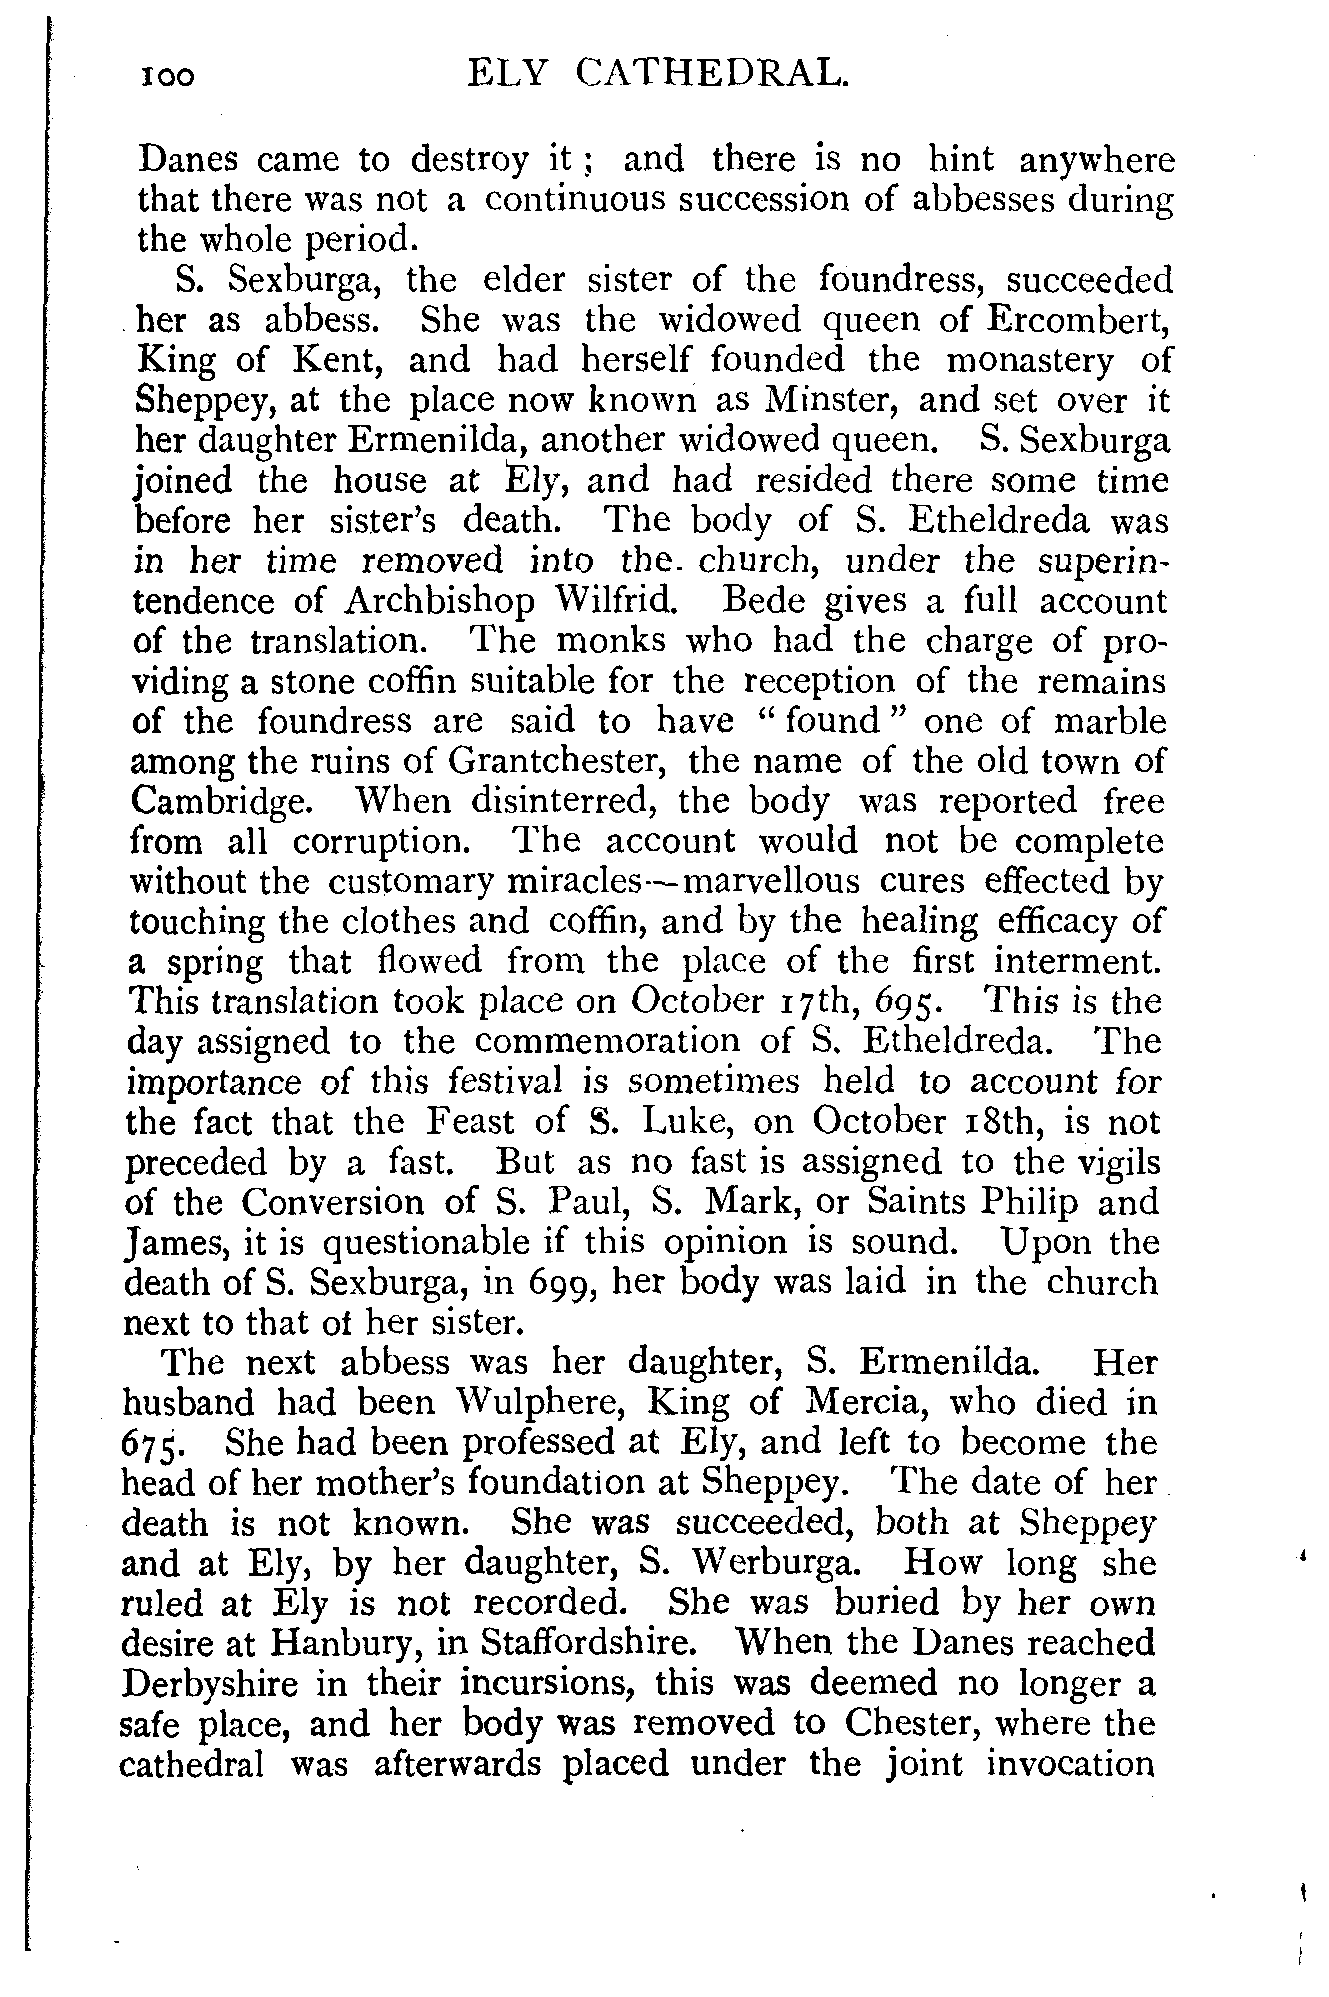 100 ELY CATHEDRAL.
Danes came to destroy it ; and there is no hint anywhere
that there was not a continuous succession of abbesses during
the whole period.
S. Sexburga, the elder sister of the foundress, succeeded
her as abbess. She was the widowed queen of Ercombert,
King of Kent, and had herself founded the monastery of
Sheppey, at the place now known as Minster, and set over it
her daughter Ermenilda, another widowed queen. S. Sexburga
joined the house at Ely, and had resided there some time
before her sister's death. The body of S. Etheldreda was
in her time removed into the church, under the superin-
tendence of Archbishop Wilfrid. Bede gives a full account
of the translation. The monks who had the charge of pro-
viding a stone coffin suitable for the reception of the remains
of the foundress are said to have " found " one of marble
among the ruins of Grantchester, the name of the old town of
Cambridge. When disinterred, the body was reported free
from all corruption. The account would not be complete
without the customary miracles—marvellous cures effected by
touching the clothes and coffin, and by the healing efficacy of
a spring that flowed from the place of the first interment.
This translation took place on October 17th, 695. This is the
day assigned to the commemoration of S. Etheldreda. The
importance of this festival is sometimes held to account for
the fact that the Feast of S. Luke, on October 18th, is not
preceded by a fast. But as no fast is assigned to the vigils
of the Conversion of S. Paul, S. Mark, or Saints Philip and
James, it is questionable if this opinion is sound. Upon the
death of S. Sexburga, in 699, her body was laid in the church
next to that of her sister.
The next abbess was her daughter, S. Ermenilda. Her
husband had been Wulphere, King of Mercia, who died in
675. She had been professed at Ely, and left to become the
head of her mother's foundation at Sheppey. The date of her
death is not known. She was succeeded, both at Sheppey
and at Ely, by her daughter, S. Werburga. How long she
ruled at Ely is not recorded. She was buried by her own
desire at Hanbury, in Staffordshire. When the Danes reached
Derbyshire in their incursions, this was deemed no longer a
safe place, and her body was removed to Chester, where the
cathedral was afterwards placed under the joint invocation